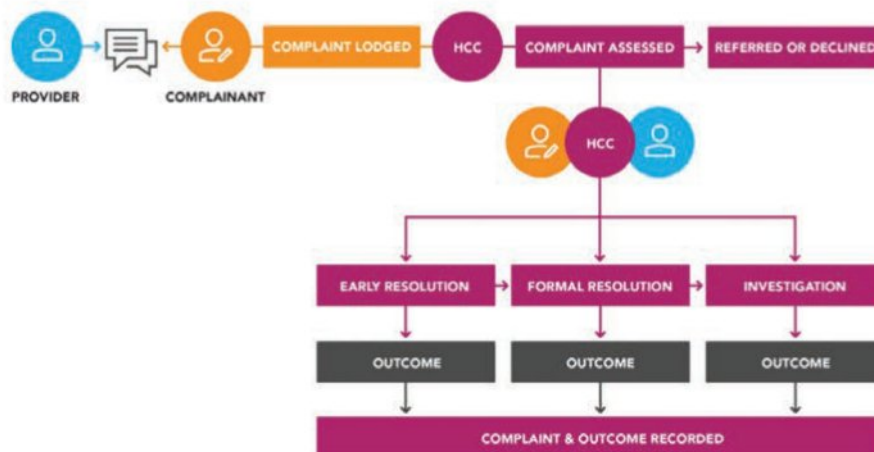 COMPLAINT LODGED
HCC
COMPLAINT ASSESSED
REFERRED OR DECLINED
PROVIDER
COMPLAINANT
HCC
EARLY RESOLUTION
FORMAL RESOLUTION
INVESTIGATION
OUTCOME
OUTCOME
OUTCOME
COMPLAINT & OUTCOME RECORDED